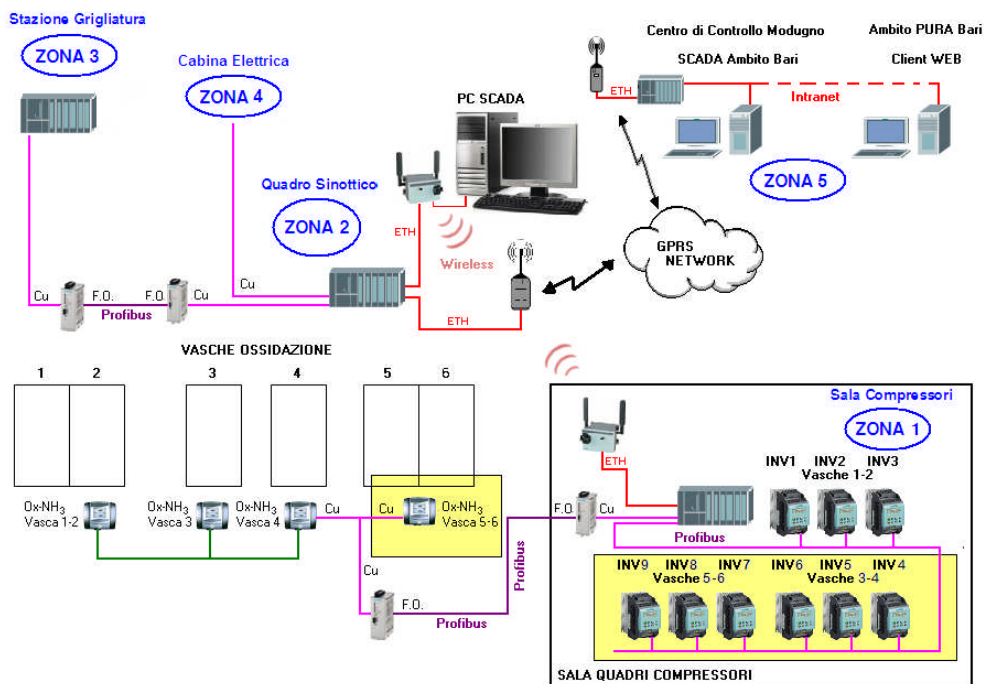 Stazione Grigliatura
ZONA 3
Cabina Elettrica
ZONA 4
Quadro Sinottico
ZONA 2
PC SCADA
Centro di Controllo Modugno
SCADA Ambito Bari
Ambito PURA Bari
Client WEB
ETH
Intranet
ZONA 5
ETH
Wireless
GPRS
NETWORK
Cu
Cu
F.O.
F.O.
Cu
Profibus
ETH
VASCHE OSSIDAZIONE
1
2
3
4
5
6
Ox-NH3
Vasca 1-2
Ox-NH3
Vasca 3
Ox-NH3
Vasca 4
Cu
Cu
Ox-NH3
Vasca 5-6
Cu
F.O.
Profibus
Profibus
Sala Compressori
ZONA 1
ETH
F.O.
Cu
Profibus
INV1 INV2 INV3
Vasche 1-2
INV9 INV8 INV7 INV6 INV5 INV4
Vasche 5-6
Vasche 3-4
SALA QUADRI COMPRESSORI